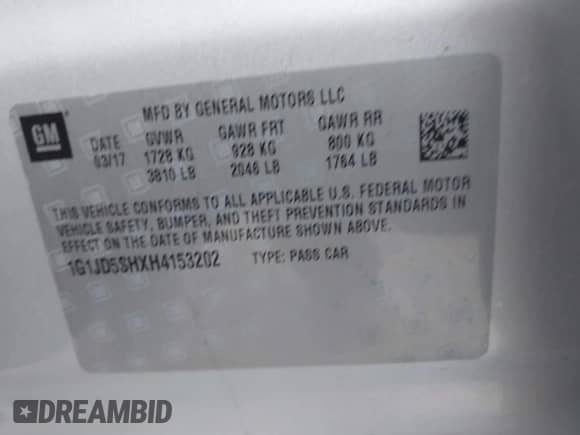 MFD BY GENERAL MOTORS LLC
GM
DATE GVWR GAWR FRT GAWR RR
03/17 1728 KG 928 KG 800 KG
3810 LB 2046 LB 1764 LB
THIS VEHICLE CONFORMS TO ALL APPLICABLE U.S. FEDERAL MOTOR
VEHICLE SAFETY, BUMPER, AND THEFT PREVENTION STANDARDS IN
EFFECT ON THE DATE OF MANUFACTURE SHOWN ABOVE.
1G1JD5SHXH4153202 TYPE: PASS CAR
DREAMBID